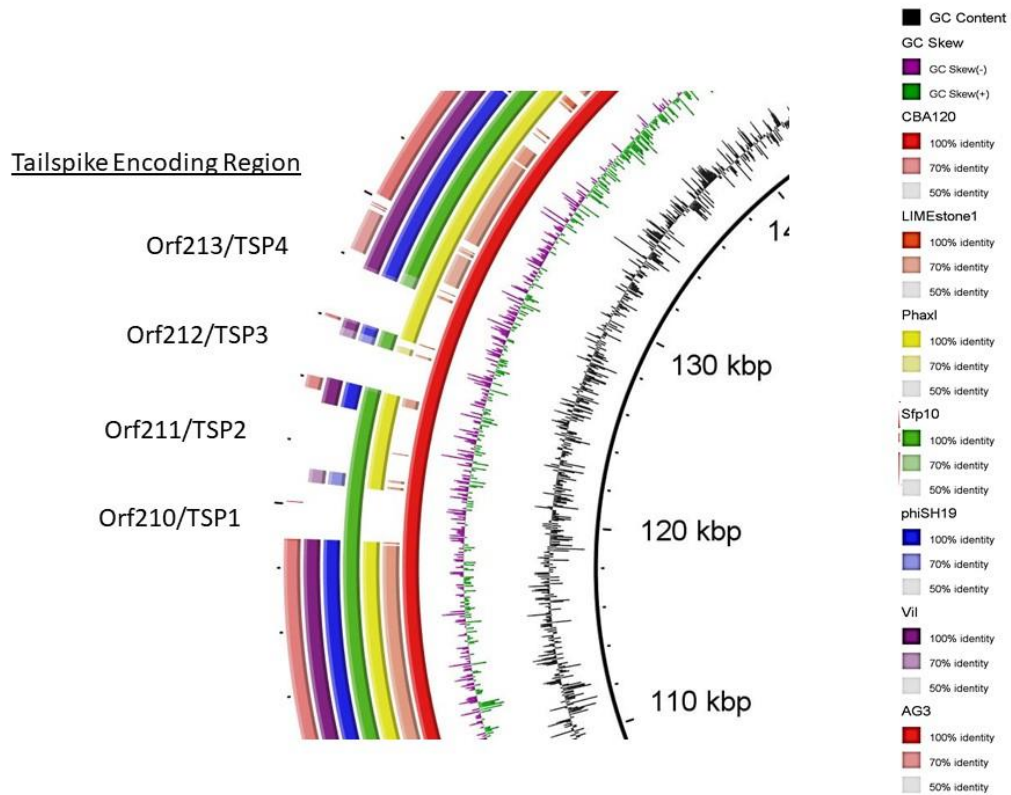 Tailspike Encoding Region
Orf213/TSP4
Orf212/TSP3
Orf211/TSP2
Orf210/TSP1
14
130 kbp
120 kbp
110 kbp
GC Content
GC Skew
GC Skew(-)
GC Skew(+)
CBA120
100% identity
70% identity
50% identity
LIMEstone1
100% identity
70% identity
50% identity
PhaxI
100% identity
70% identity
50% identity
Sfp10
100% identity
70% identity
50% identity
phiSH19
100% identity
70% identity
50% identity
ViI
100% identity
70% identity
50% identity
AG3
100% identity
70% identity
50% identity